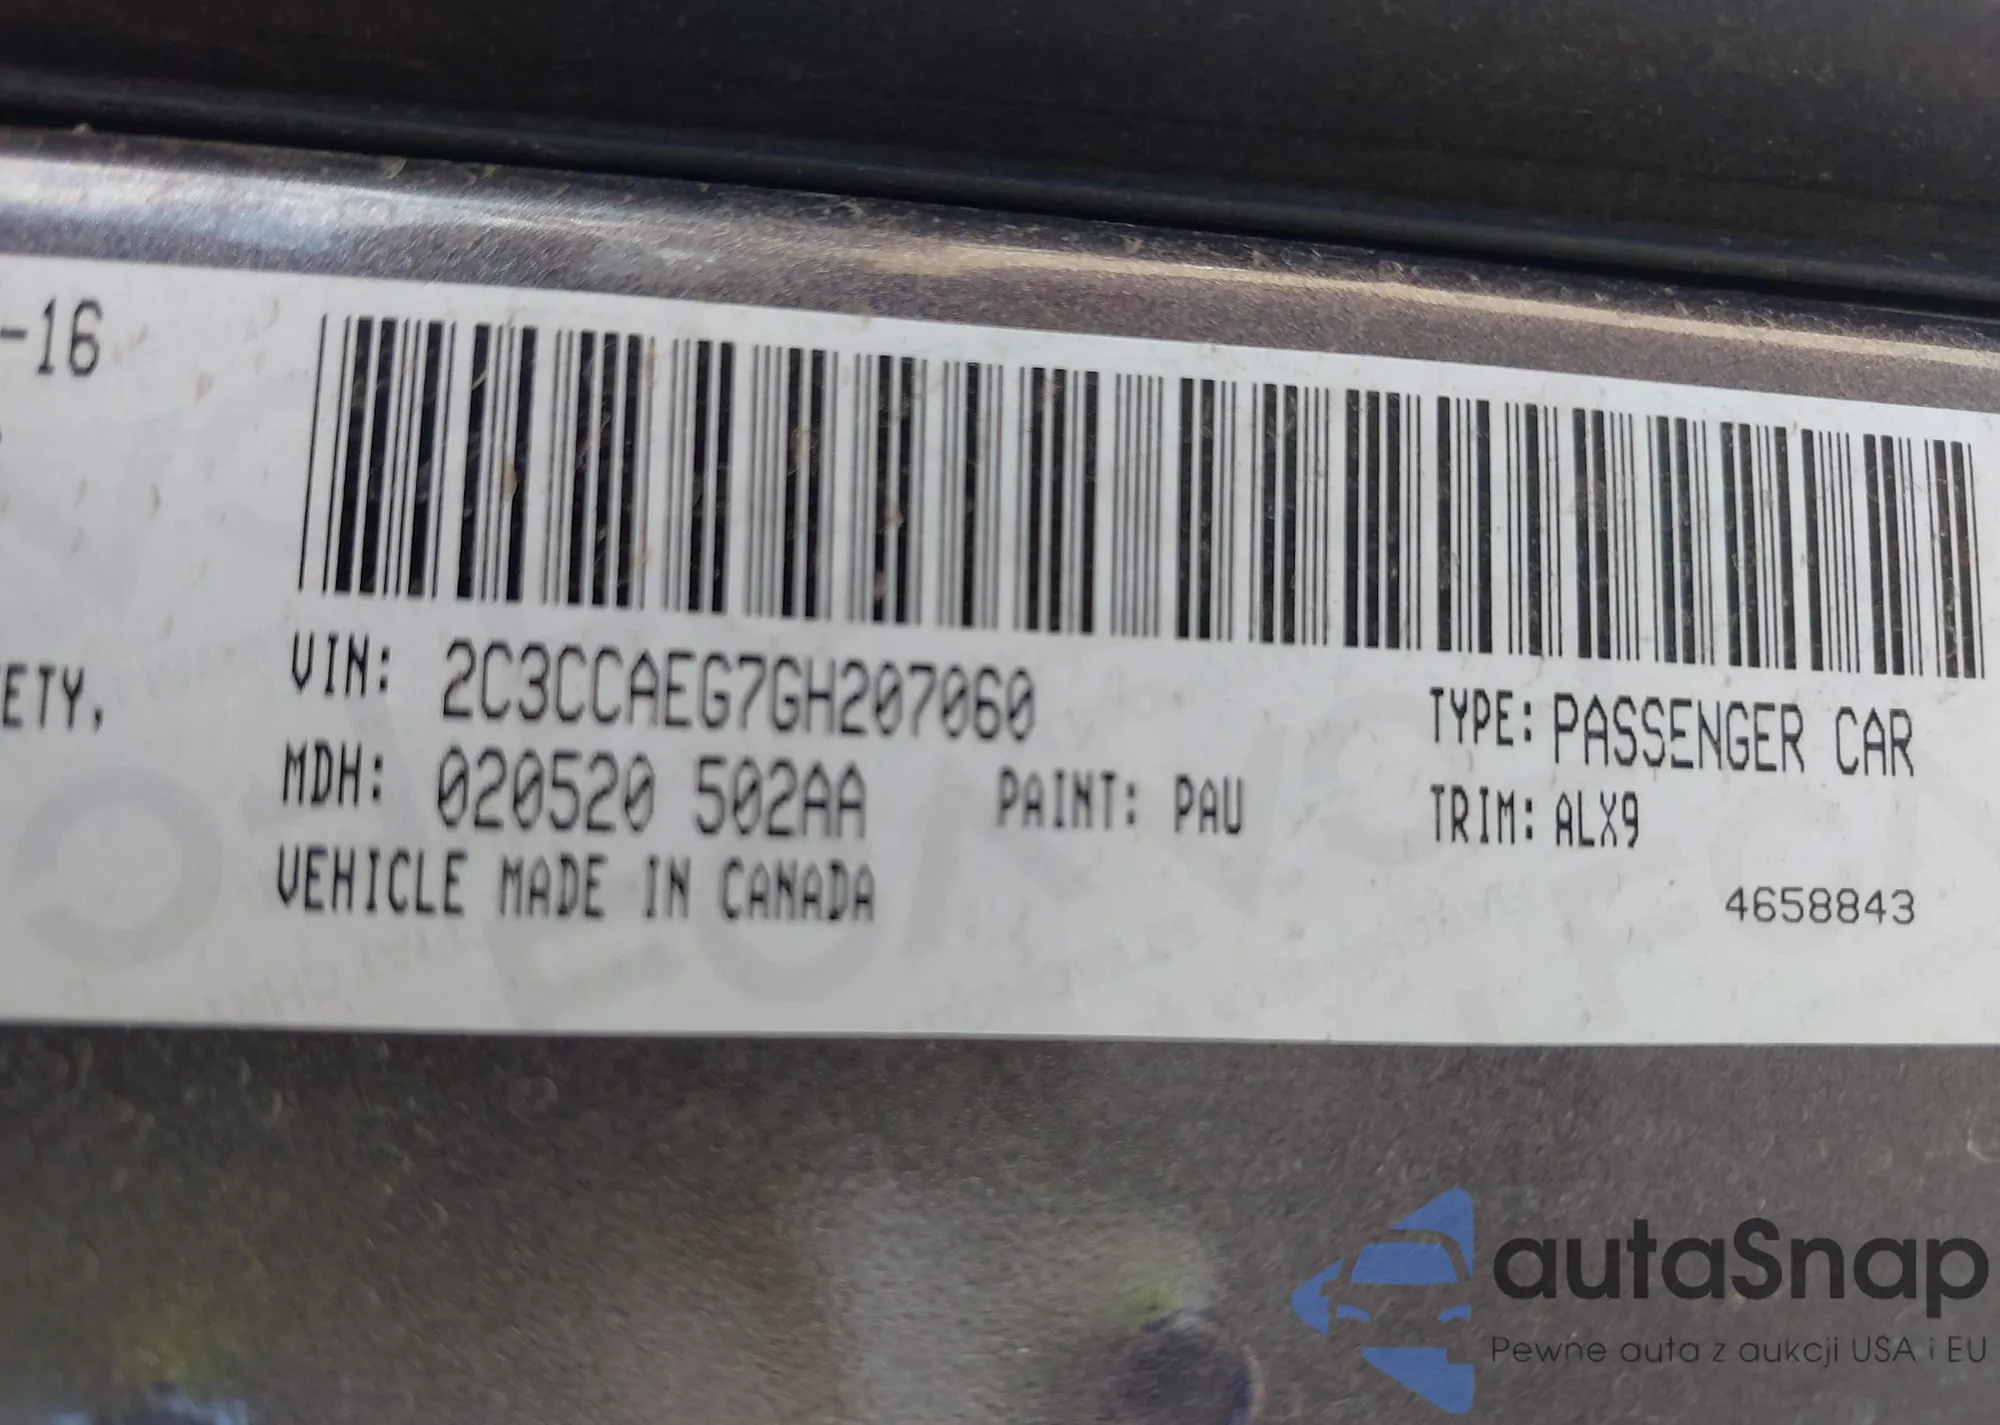 -16
ETY,
VIN: 2C3CCAEG7GH207060
TYPE: PASSENGER CAR
MDH: 020520 502AA
PAINT: PAU
TRIM: ALX9
VEHICLE MADE IN CANADA
4658843
autaSnap
Pewne auta z aukcji USA i EU